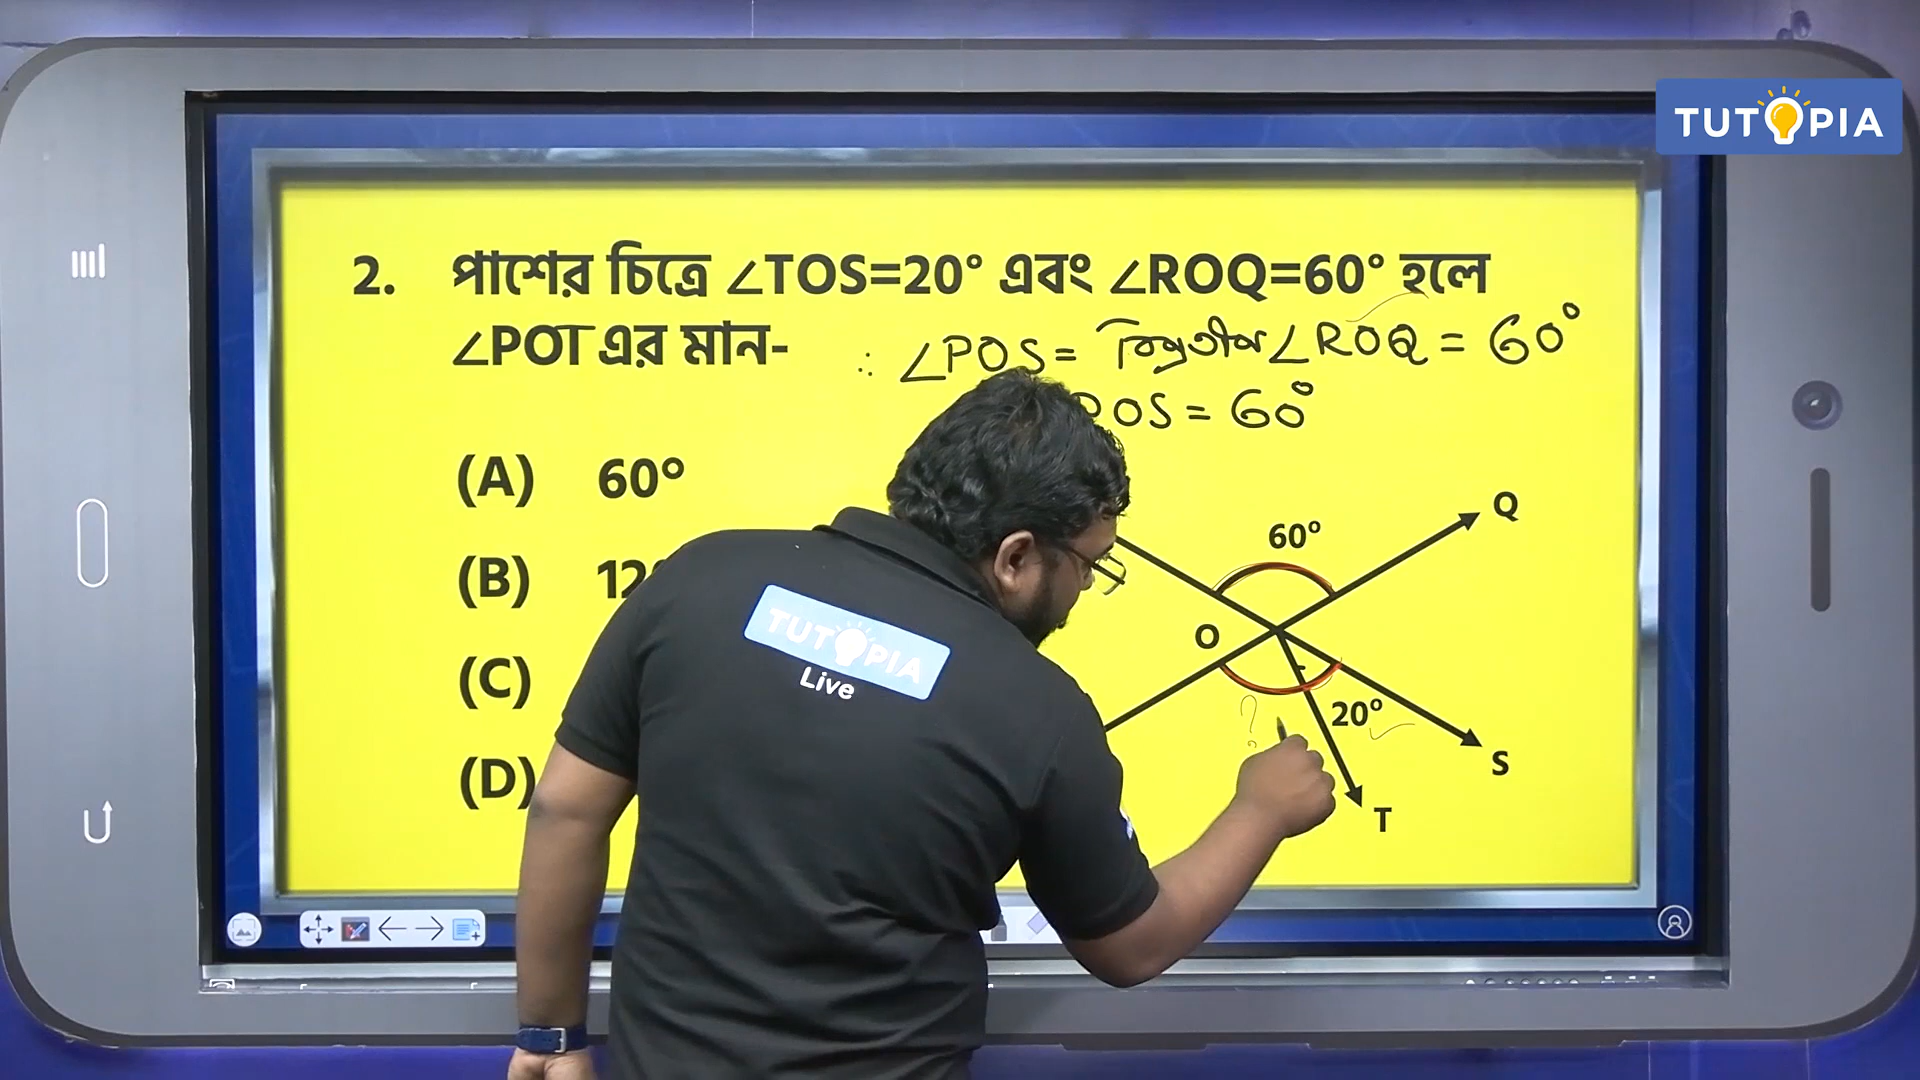 TUTOPIA
2. পাশের চিত্রে ∠TOS=20° এবং ∠ROQ=60° হলে
∠POT এর মান-
∴ ∠POS = বিপ্রতীপ ∠ROQ = 60°
POS = 60°
(A) 60°
(B) 12
(C)
(D)
Q
60°
O
20°
?
S
T
TUTOPIA
Live